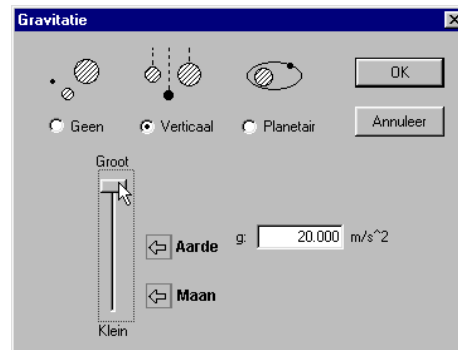 Gravitatie
OK
Geen Verticaal Planetair Annuleer
Groot
Aarde g: 20.000 m/s^2
Maan
Klein